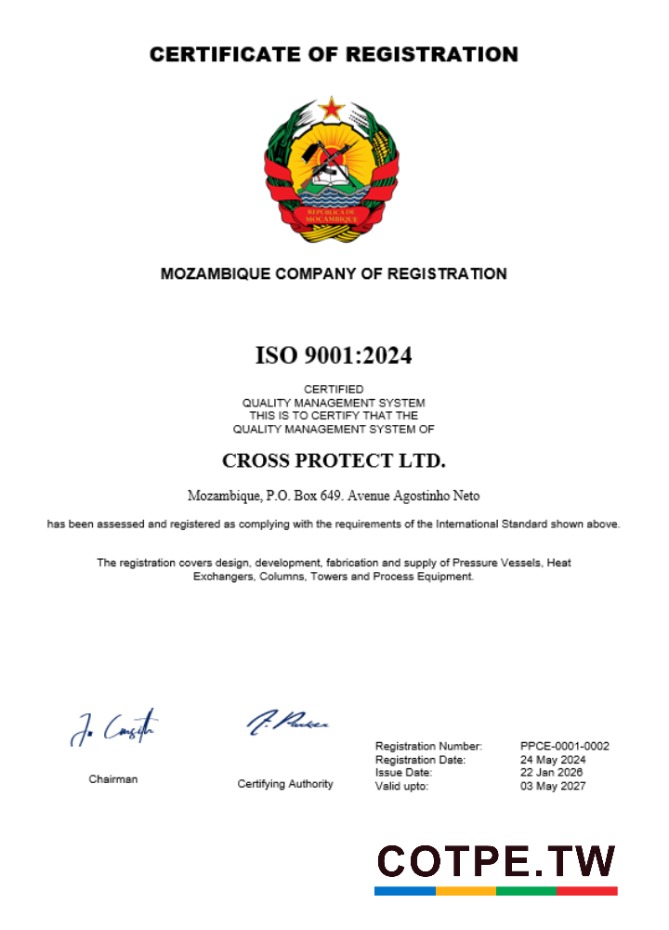 CERTIFICATE OF REGISTRATION
REPÚBLICA DE
MOÇAMBIQUE
MOZAMBIQUE COMPANY OF REGISTRATION
ISO 9001:2024
CERTIFIED
QUALITY MANAGEMENT SYSTEM
THIS IS TO CERTIFY THAT THE
QUALITY MANAGEMENT SYSTEM OF
CROSS PROTECT LTD.
Mozambique, P.O. Box 649. Avenue Agostinho Neto
has been assessed and registered as complying with the requirements of the International Standard shown above.
The registration covers design, development, fabrication and supply of Pressure Vessels, Heat
Exchangers, Columns, Towers and Process Equipment.
Chairman
Certifying Authority
Registration Number: PPCE-0001-0002
Registration Date: 24 May 2024
Issue Date: 22 Jan 2026
Valid upto: 03 May 2027
COTPE.TW